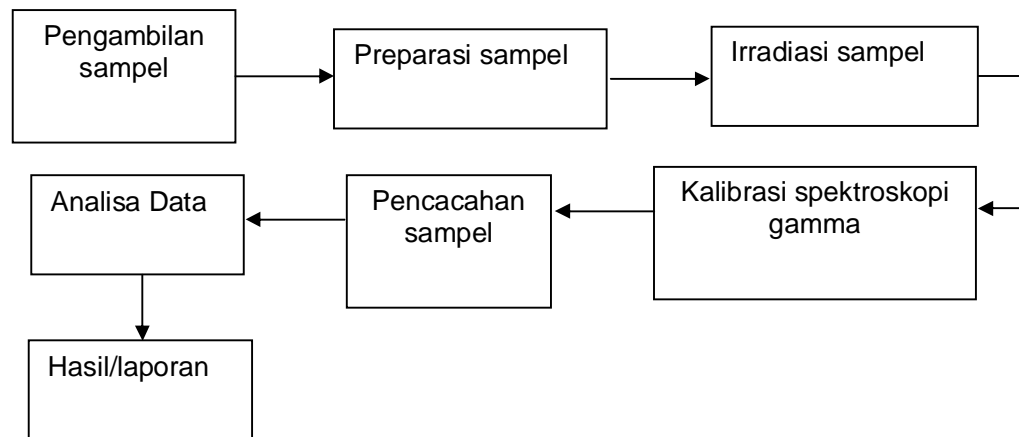 Pengambilan
sampel
Preparasi sampel
Irradiasi sampel
Kalibrasi spektroskopi
gamma
Pencacahan
sampel
Analisa Data
Hasil/laporan